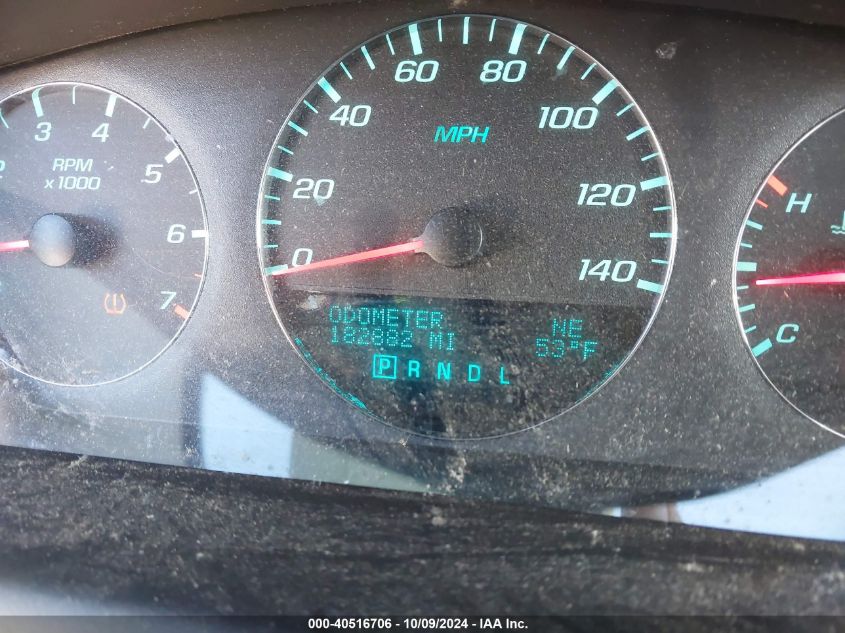 3 4 5 6 7
RPM
x1000
0 20 40 60 80 100 120 140
MPH
ODOMETER
182882 MI
NE
53°F
P R N D L
H
C
000-40516706 - 10/09/2024 - IAA Inc.